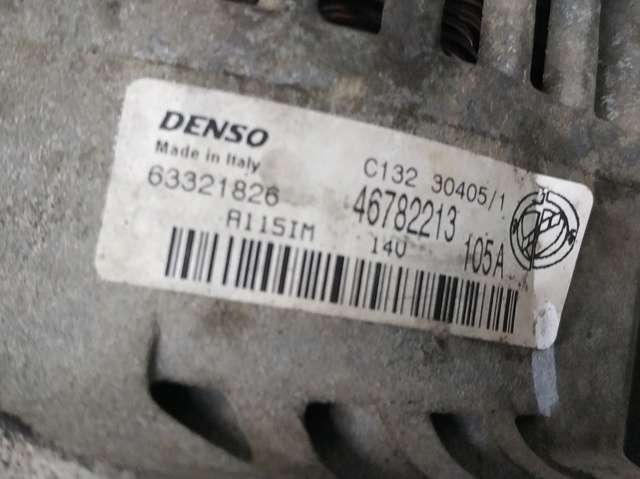 DENSO
Made in Italy
C132 30405/1
63321826
46782213
A115IM
14V
105A